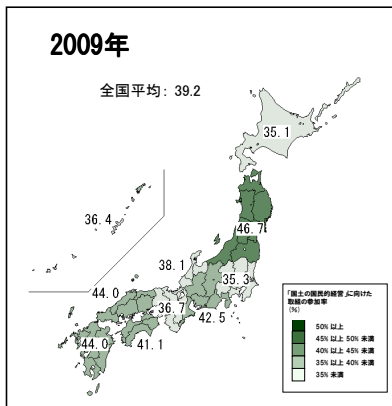 2009年
全国平均: 39.2
35.1
36.4
46.7
38.1
35.3
44.0
36.7
42.5
44.0
41.1
「国土の国民的経営」に向けた
取組の参加率
(%)
50% 以上
45% 以上 50% 未満
40% 以上 45% 未満
35% 以上 40% 未満
35% 未満